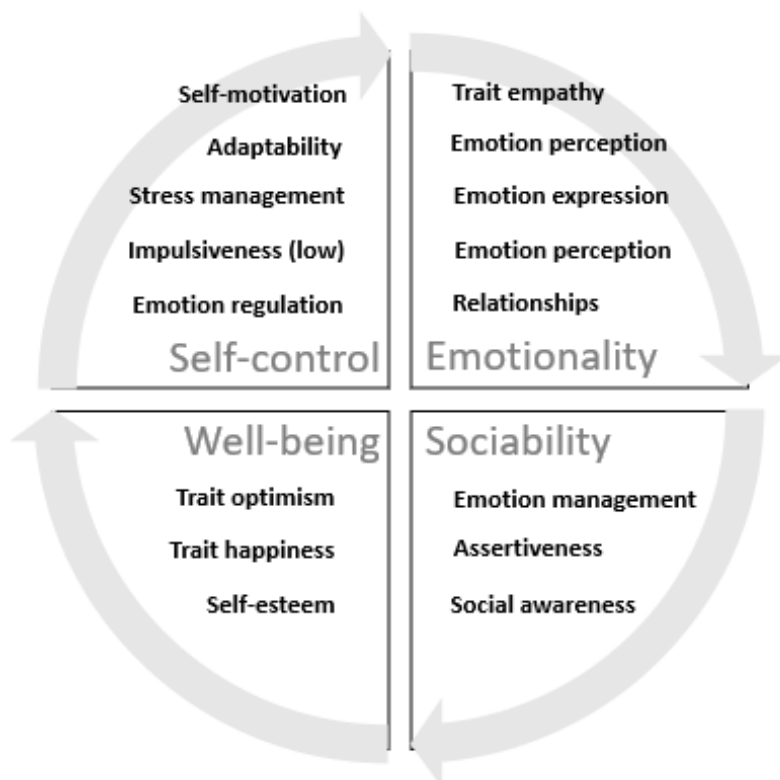 Self-motivation
Adaptability
Stress management
Impulsiveness (low)
Emotion regulation
Self-control
Trait empathy
Emotion perception
Emotion expression
Emotion perception
Relationships
Emotionality
Well-being
Trait optimism
Trait happiness
Self-esteem
Sociability
Emotion management
Assertiveness
Social awareness